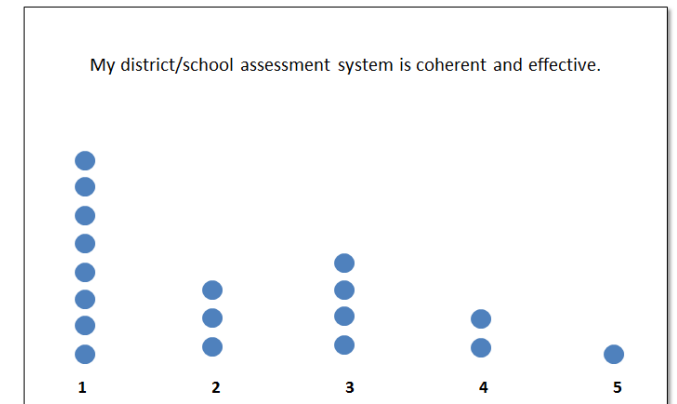 My district/school assessment system is coherent and effective.
1 2 3 4 5